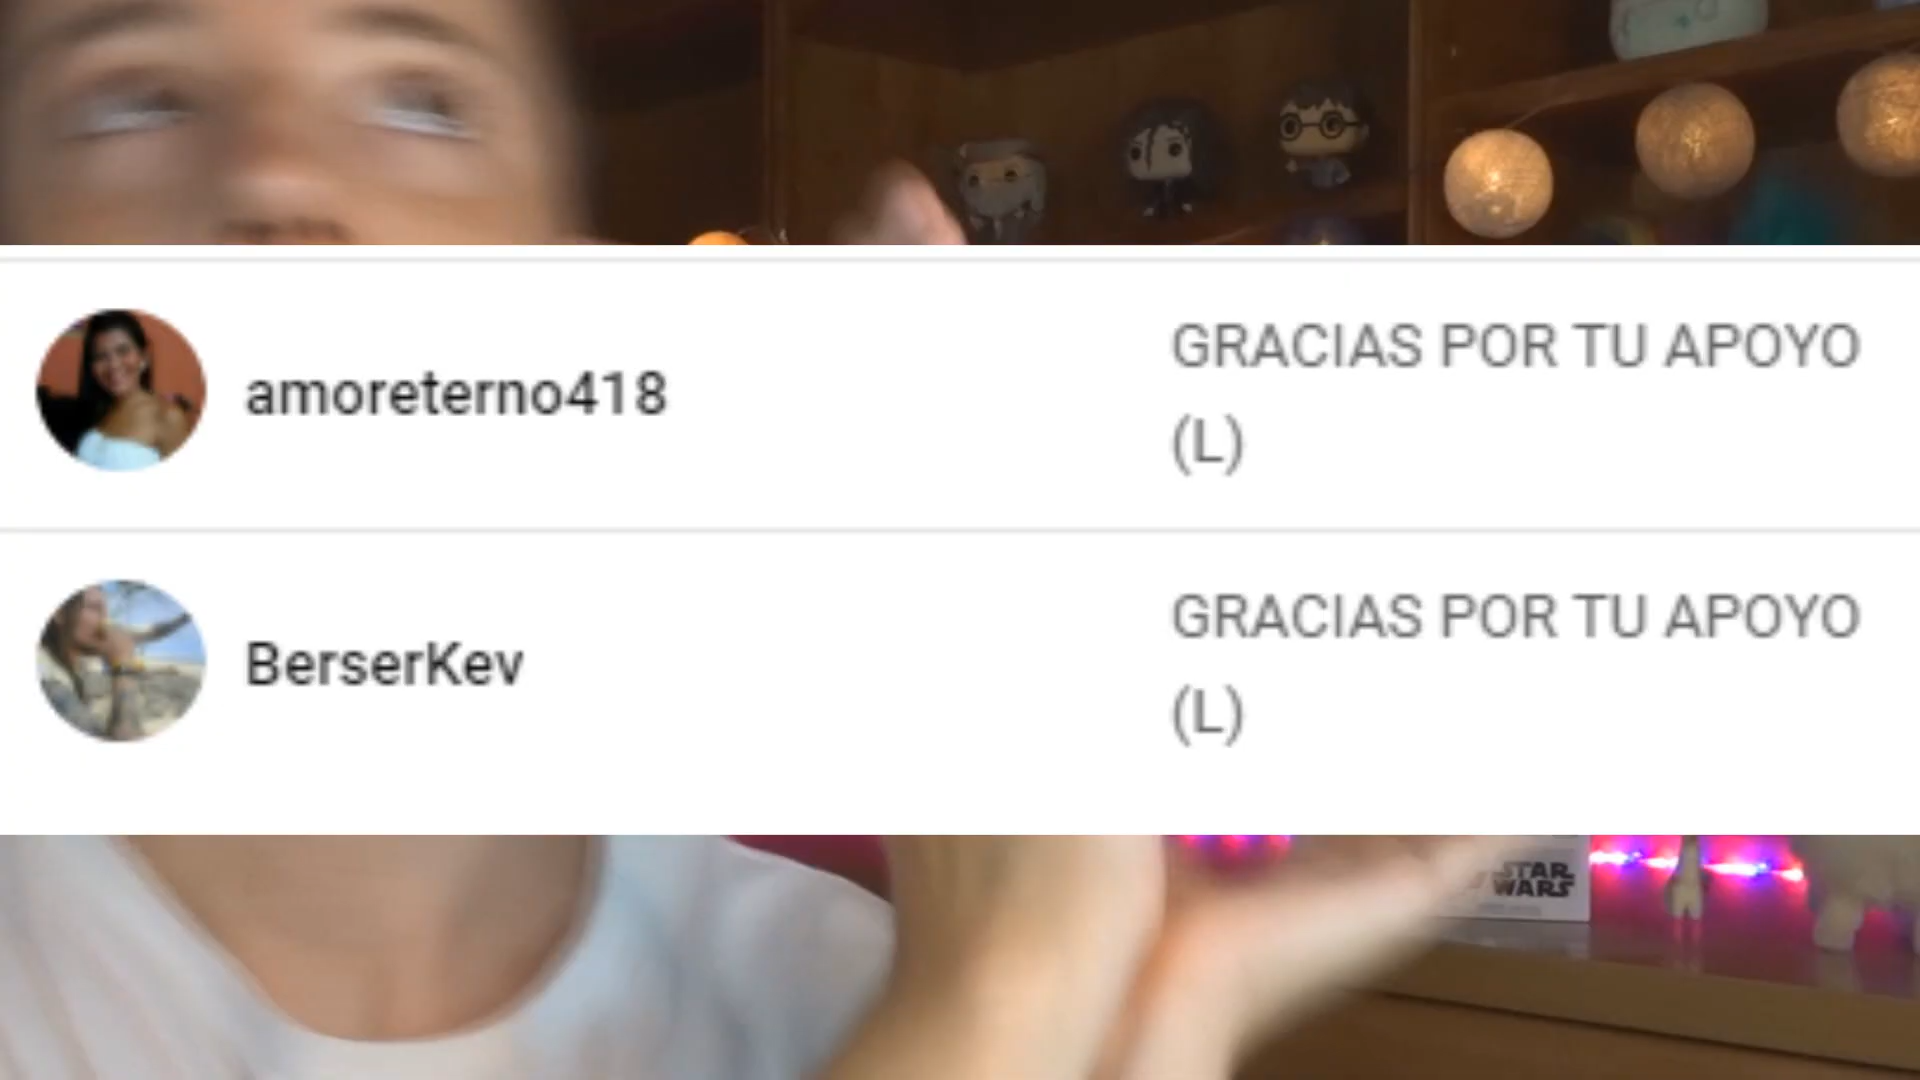 amoreterno418
GRACIAS POR TU APOYO
(L)
BerserKev
GRACIAS POR TU APOYO
(L)
STAR
WARS